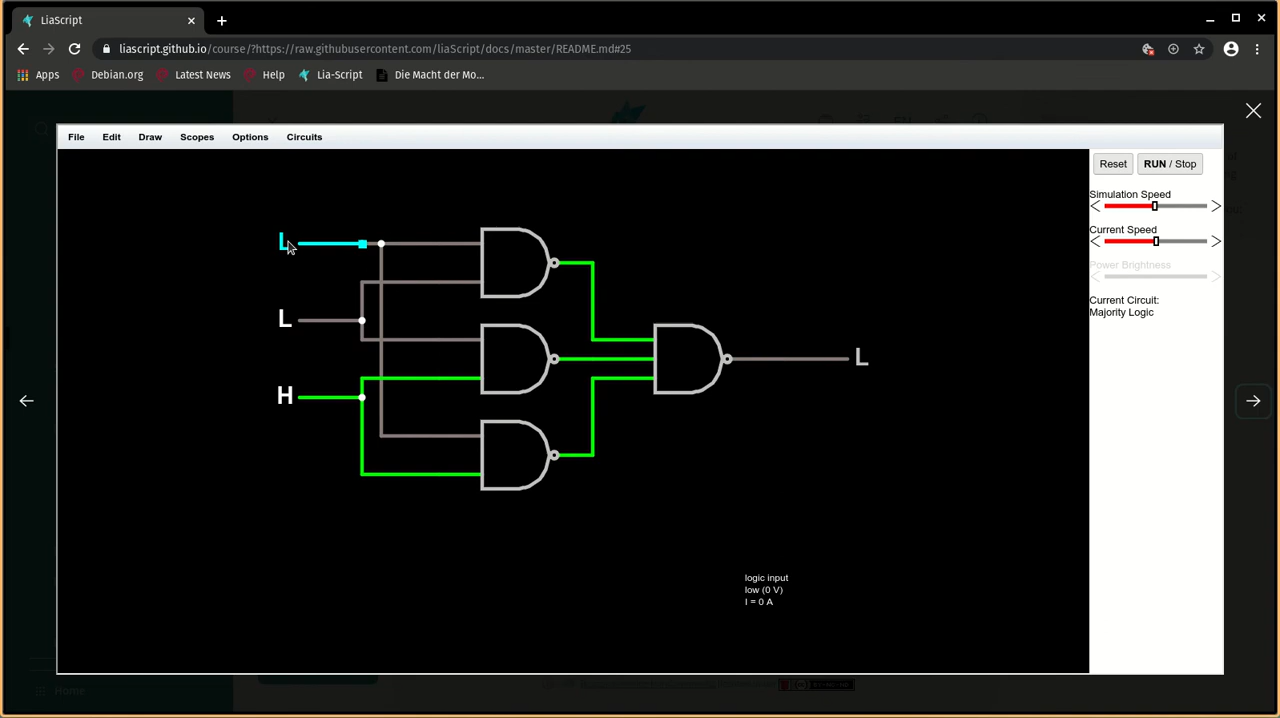 LiaScript
liascript.github.io/course/?https://raw.githubusercontent.com/liaScript/docs/master/README.md#25
Apps Debian.org Latest News Help Lia-Script Die Macht der Mo...
File Edit Draw Scopes Options Circuits
Reset RUN / Stop
Simulation Speed
Current Speed
Power Brightness
Current Circuit:
Majority Logic
L
L
L
H
logic input
low (0 V)
I = 0 A
Home